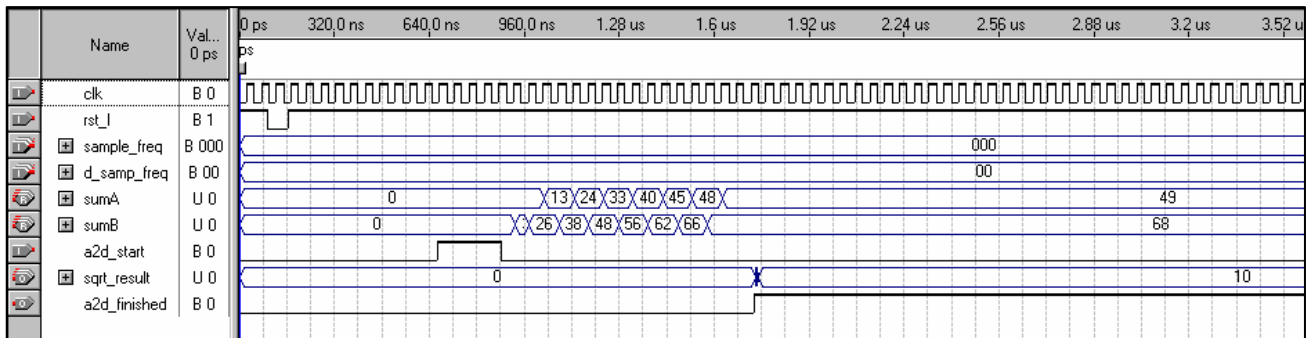 Name Val... 0 ps
0 ps 320.0 ns 640.0 ns 960.0 ns 1.28 us 1.6 us 1.92 us 2.24 us 2.56 us 2.88 us 3.2 us 3.52 u
ps
clk B 0
rst_l B 1
sample_freq B 000 000
d_samp_freq B 00 00
sumA U 0 0 13 24 33 40 45 48 49
sumB U 0 0 26 38 48 56 62 66 68
a2d_start B 0
sqrt_result U 0 0 10
a2d_finished B 0